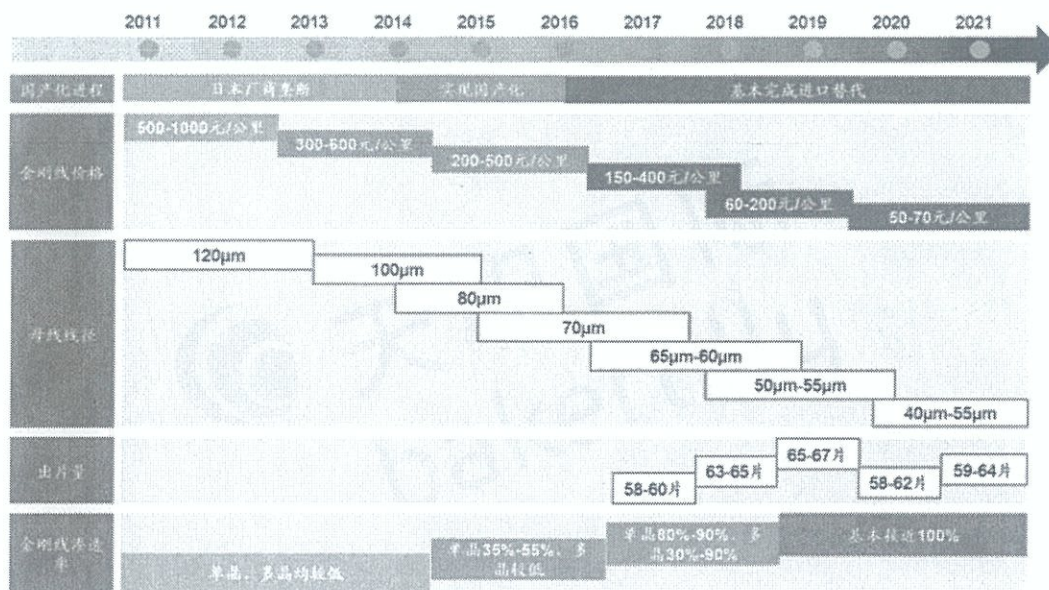 2011 2012 2013 2014 2015 2016 2017 2018 2019 2020 2021
国产化进程 日本厂商垄断 实现国产化 基本完成进口替代
金刚线价格
500-1000元/公里
300-600元/公里
200-500元/公里
150-400元/公里
60-200元/公里
50-70元/公里
母线线径
120μm
100μm
80μm
70μm
65μm-60μm
50μm-55μm
40μm-55μm
出片量
58-60片
63-65片
65-67片
58-62片
59-64片
金刚线渗透
率
单晶、多晶均较低
单晶35%-55%、多
晶较低
单晶80%-90%、多
晶30%-90%
基本接近100%